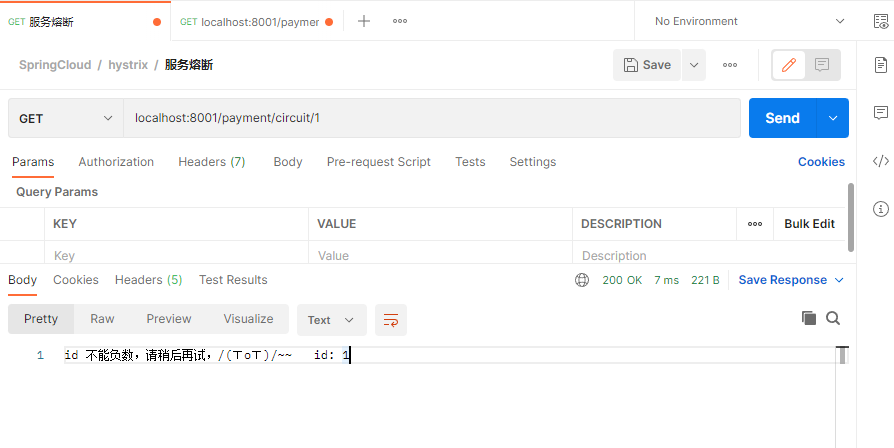 GET 服务熔断
GET localhost:8001/paymer
No Environment
SpringCloud / hystrix / 服务熔断
Save
GET
localhost:8001/payment/circuit/1
Send
Params Authorization Headers (7) Body Pre-request Script Tests Settings Cookies
Query Params
KEY VALUE DESCRIPTION Bulk Edit
Key Value Description
Body Cookies Headers (5) Test Results 200 OK 7 ms 221 B Save Response
Pretty Raw Preview Visualize Text
1 id 不能负数，请稍后再试，/(ㄒoㄒ)/~~ id: 1